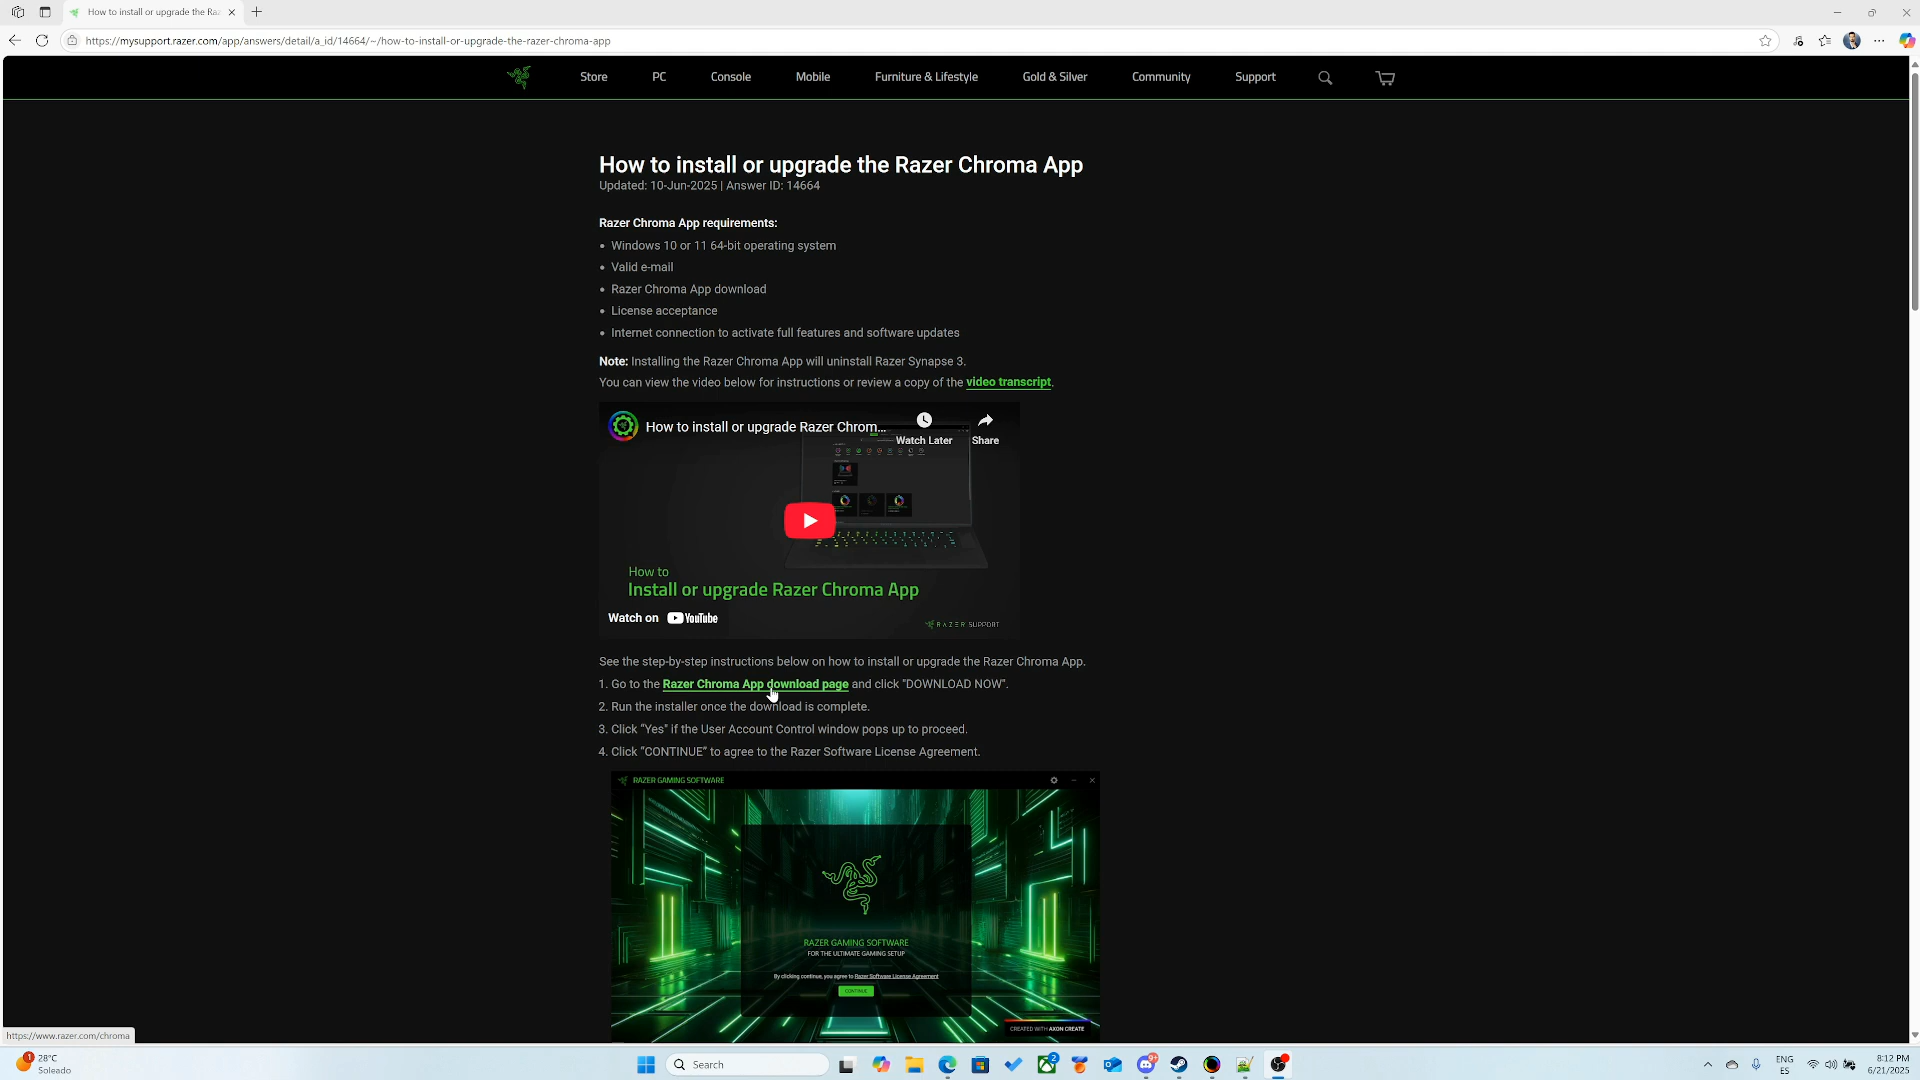 How to install or upgrade the Raz
https://mysupport.razer.com/app/answers/detail/a_id/14664/~/how-to-install-or-upgrade-the-razer-chroma-app
Store PC Console Mobile Furniture & Lifestyle Gold & Silver Community Support
How to install or upgrade the Razer Chroma App
Updated: 10-Jun-2025 | Answer ID: 14664
Razer Chroma App requirements:
• Windows 10 or 11 64-bit operating system
• Valid e-mail
• Razer Chroma App download
• License acceptance
• Internet connection to activate full features and software updates
Note: Installing the Razer Chroma App will uninstall Razer Synapse 3.
You can view the video below for instructions or review a copy of the video transcript.
How to install or upgrade Razer Chrom...
Watch Later Share
How to
Install or upgrade Razer Chroma App
Watch on YouTube
RAZER SUPPORT
See the step-by-step instructions below on how to install or upgrade the Razer Chroma App.
1. Go to the Razer Chroma App download page and click "DOWNLOAD NOW".
2. Run the installer once the download is complete.
3. Click “Yes” if the User Account Control window pops up to proceed.
4. Click “CONTINUE” to agree to the Razer Software License Agreement.
RAZER GAMING SOFTWARE
RAZER GAMING SOFTWARE
FOR THE ULTIMATE GAMING SETUP
By clicking continue, you agree to Razer Software License Agreement
CONTINUE
CREATED WITH AXON CREATE
https://www.razer.com/chroma
1
28°C
Soleado
Search
2
9+
ENG
ES
8:12 PM
6/21/2025